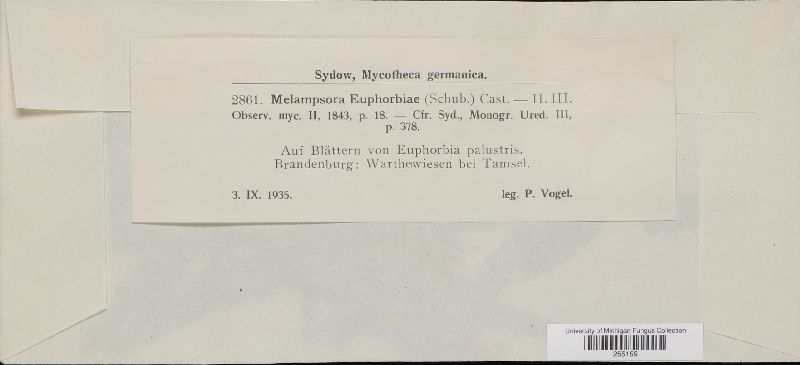 Sydow, Mycotheca germanica.
2861. Melampsora Euphorbiae (Schub.) Cast. — II. III.
Observ. myc. II, 1843, p. 18. — Cfr. Syd., Monogr. Ured. III,
p. 378.
Auf Blättern von Euphorbia palustris.
Brandenburg: Warthowiesen bei Tamsel.
3. IX. 1935. leg. P. Vogel.
University of Michigan Fungus Collection
255159